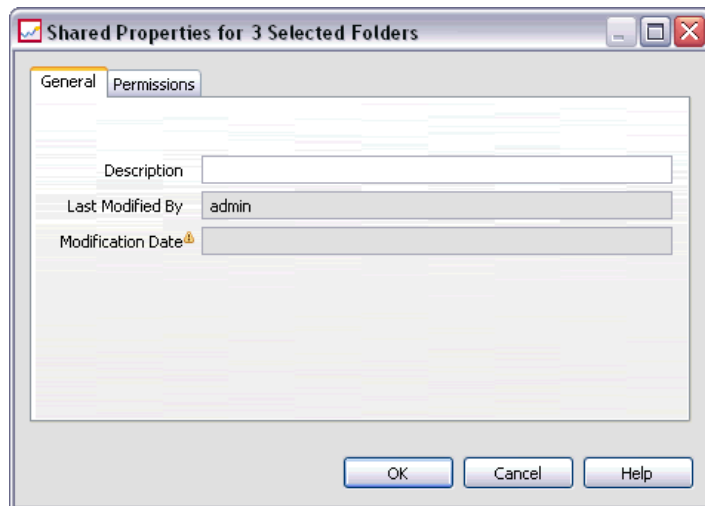 Shared Properties for 3 Selected Folders
General Permissions
Description
Last Modified By admin
Modification Date
OK Cancel Help